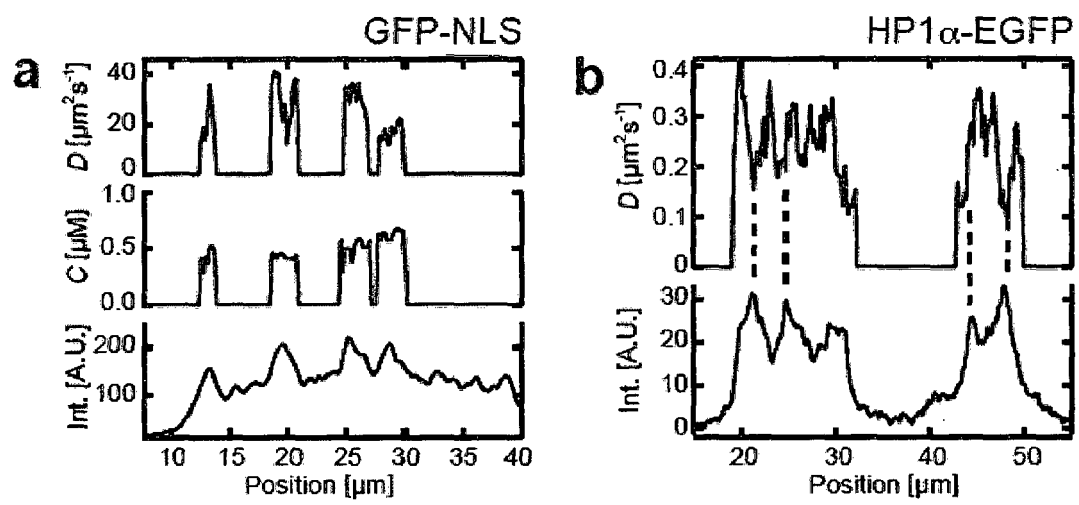 GFP-NLS
a
D [µm²s⁻¹]
40
20
0
C [µM]
1.0
0.5
0.0
Int. [A.U.]
200
100
10 15 20 25 30 35 40
Position [µm]
HP1α-EGFP
b
D [µm²s⁻¹]
0.4
0.3
0.2
0.1
0
Int. [A.U.]
30
20
10
0
20 30 40 50
Position [µm]